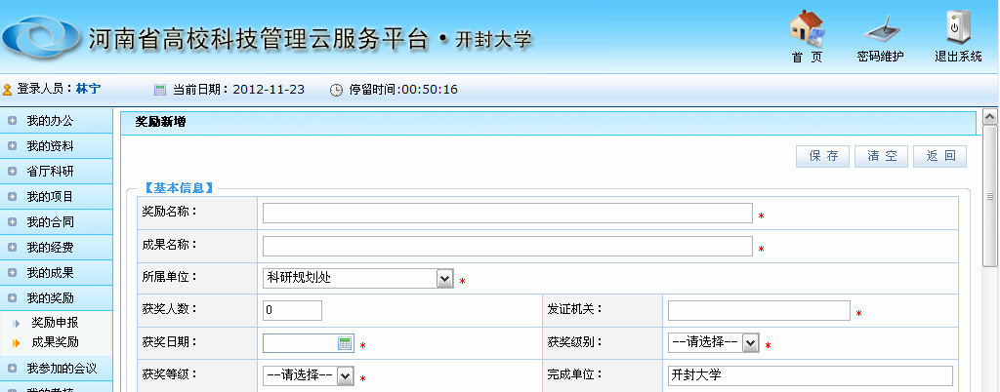 河南省高校科技管理云服务平台·开封大学
首 页 密码维护 退出系统
登录人员：林宁 当前日期：2012-11-23 停留时间:00:50:16
我的办公
我的资料
省厅科研
我的项目
我的合同
我的经费
我的成果
我的奖励
奖励申报
成果奖励
我参加的会议
奖励新增
保 存 清 空 返 回
【基本信息】
奖励名称： *
成果名称： *
所属单位： 科研规划处 *
获奖人数： 0 发证机关： *
获奖日期： * 获奖级别： --请选择-- *
获奖等级： --请选择-- * 完成单位： 开封大学